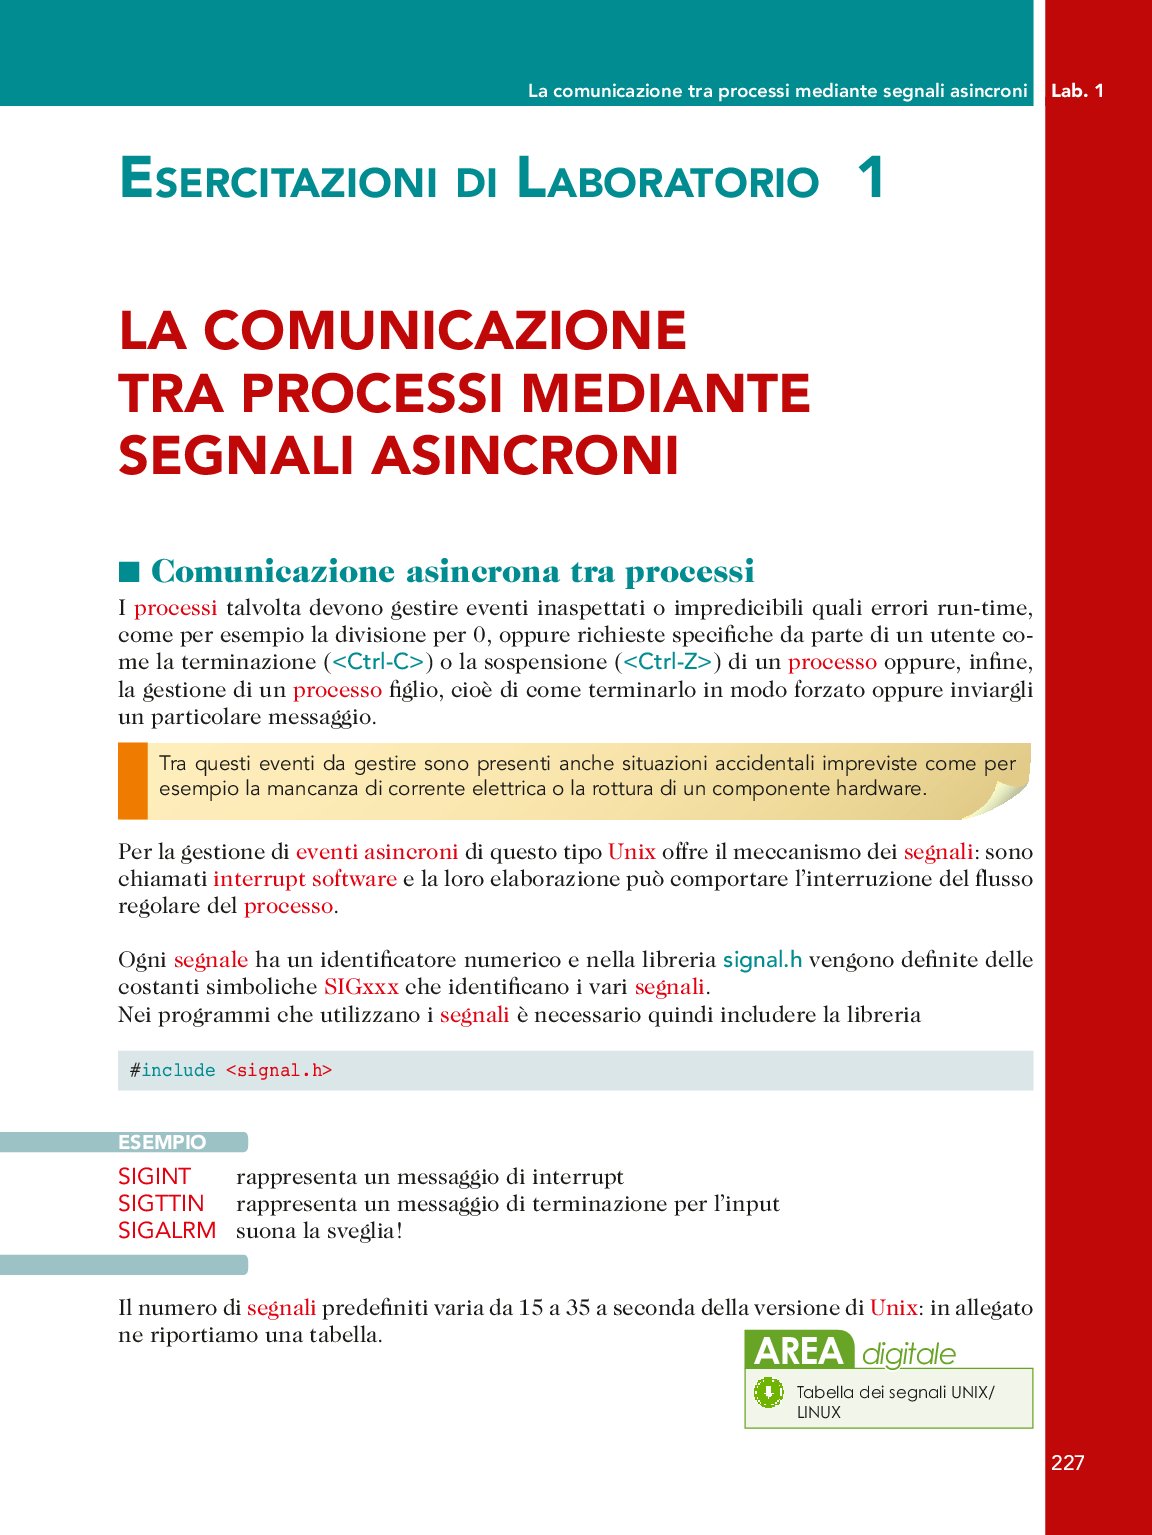 La comunicazione tra processi mediante segnali asincroni Lab. 1
ESERCITAZIONI DI LABORATORIO 1
LA COMUNICAZIONE
TRA PROCESSI MEDIANTE
SEGNALI ASINCRONI
■ Comunicazione asincrona tra processi
I processi talvolta devono gestire eventi inaspettati o impredicibili quali errori run-time,
come per esempio la divisione per 0, oppure richieste specifiche da parte di un utente co-
me la terminazione (<Ctrl-C>) o la sospensione (<Ctrl-Z>) di un processo oppure, infine,
la gestione di un processo figlio, cioè di come terminarlo in modo forzato oppure inviargli
un particolare messaggio.
Tra questi eventi da gestire sono presenti anche situazioni accidentali impreviste come per
esempio la mancanza di corrente elettrica o la rottura di un componente hardware.
Per la gestione di eventi asincroni di questo tipo Unix offre il meccanismo dei segnali: sono
chiamati interrupt software e la loro elaborazione può comportare l'interruzione del flusso
regolare del processo.
Ogni segnale ha un identificatore numerico e nella libreria signal.h vengono definite delle
costanti simboliche SIGxxx che identificano i vari segnali.
Nei programmi che utilizzano i segnali è necessario quindi includere la libreria
#include <signal.h>
ESEMPIO
SIGINT rappresenta un messaggio di interrupt
SIGTTIN rappresenta un messaggio di terminazione per l'input
SIGALRM suona la sveglia!
Il numero di segnali predefiniti varia da 15 a 35 a seconda della versione di Unix: in allegato
ne riportiamo una tabella.
AREA digitale
Tabella dei segnali UNIX/
LINUX
227